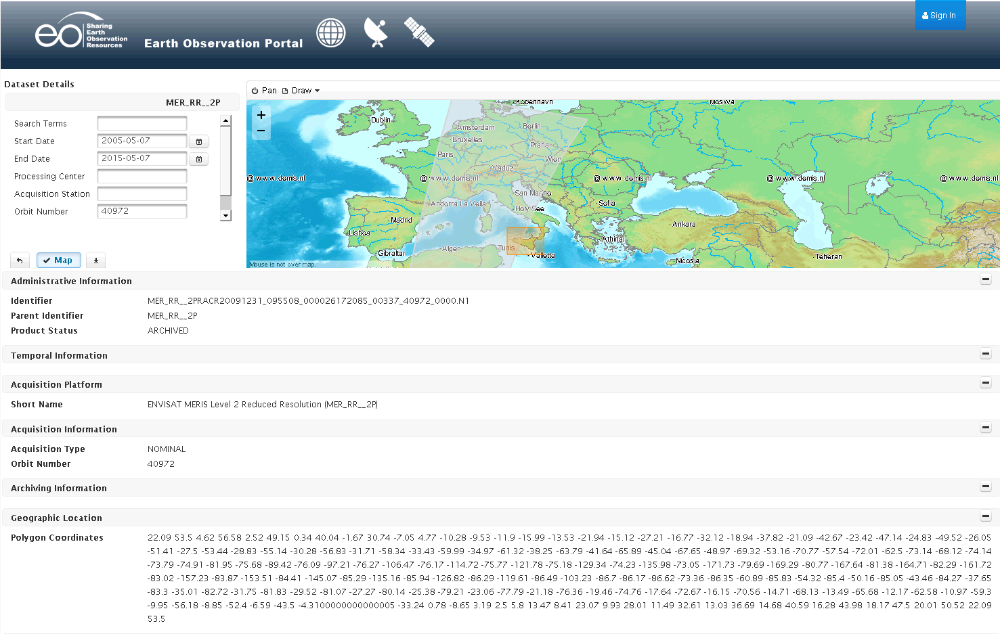 Sign In
eo Sharing
Earth
Observation
Resources
Earth Observation Portal
Dataset Details
MER_RR__2P
Search Terms
Start Date 2005-05-07
End Date 2015-05-07
Processing Center
Acquisition Station
Orbit Number 40972
Map
Pan Draw
+
−
København
Moskva
Dublin
Amsterdam
Berlin
Bruxelles
Praha
Paris
Wien
Vaduz
@ www.demis.nl @ www.demis.nl @ www.demis.nl @ www.demis.nl @ www.demis.nl
San Marino
Andorra La Vella
Holy See
Sofia
Madrid
Ankara
Lisboa
Athinai
Alger
Tunis
Valletta
Gibraltar
Nicosia
Teheran
Mouse is not over map.
Administrative Information
Identifier MER_RR__2PRACR20091231_095508_000026172085_00337_40972_0000.N1
Parent Identifier MER_RR__2P
Product Status ARCHIVED
Temporal Information
Acquisition Platform
Short Name ENVISAT MERIS Level 2 Reduced Resolution (MER_RR__2P)
Acquisition Information
Acquisition Type NOMINAL
Orbit Number 40972
Archiving Information
Geographic Location
Polygon Coordinates 22.09 53.5 4.62 56.58 2.52 49.15 0.34 40.04 -1.67 30.74 -7.05 4.77 -10.28 -9.53 -11.9 -15.99 -13.53 -21.94 -15.12 -27.21 -16.77 -32.12 -18.94 -37.82 -21.09 -42.67 -23.42 -47.14 -24.83 -49.52 -26.05
-51.41 -27.5 -53.44 -28.83 -55.14 -30.28 -56.83 -31.71 -58.34 -33.43 -59.99 -34.97 -61.32 -38.25 -63.79 -41.64 -65.89 -45.04 -67.65 -48.97 -69.32 -53.16 -70.77 -57.54 -72.01 -62.5 -73.14 -68.12 -74.14
-73.79 -74.91 -81.95 -75.68 -89.42 -76.09 -97.21 -76.27 -106.47 -76.17 -114.72 -75.77 -121.78 -75.18 -129.34 -74.23 -135.98 -73.05 -171.73 -79.69 -169.29 -80.77 -167.64 -81.38 -164.71 -82.29 -161.72
-83.02 -157.23 -83.87 -153.51 -84.41 -145.07 -85.29 -135.16 -85.94 -126.82 -86.29 -119.61 -86.49 -103.23 -86.7 -86.17 -86.62 -73.36 -86.35 -60.89 -85.83 -54.32 -85.4 -50.16 -85.05 -43.46 -84.27 -37.65
-83.3 -35.01 -82.72 -31.75 -81.83 -29.52 -81.07 -27.27 -80.14 -25.38 -79.21 -23.06 -77.79 -21.18 -76.36 -19.46 -74.76 -17.64 -72.67 -16.15 -70.56 -14.71 -68.13 -13.49 -65.68 -12.17 -62.58 -10.97 -59.3
-9.95 -56.18 -8.85 -52.4 -6.59 -43.5 -4.3100000000000005 -33.24 0.78 -8.65 3.19 2.5 5.8 13.47 8.41 23.07 9.93 28.01 11.49 32.61 13.03 36.69 14.68 40.59 16.28 43.98 18.17 47.5 20.01 50.52 22.09
53.5